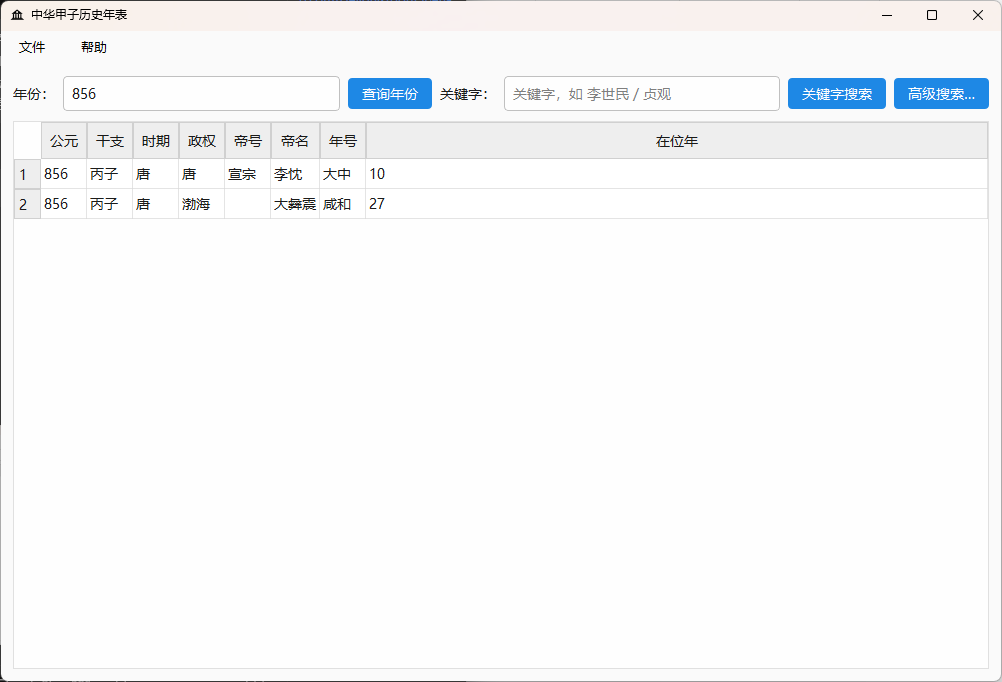 中华甲子历史年表
文件 帮助
年份： 856 查询年份 关键字： 关键字，如 李世民 / 贞观 关键字搜索 高级搜索...
公元 干支 时期 政权 帝号 帝名 年号 在位年
1 856 丙子 唐 唐 宣宗 李忱 大中 10
2 856 丙子 唐 渤海 大彝震 咸和 27